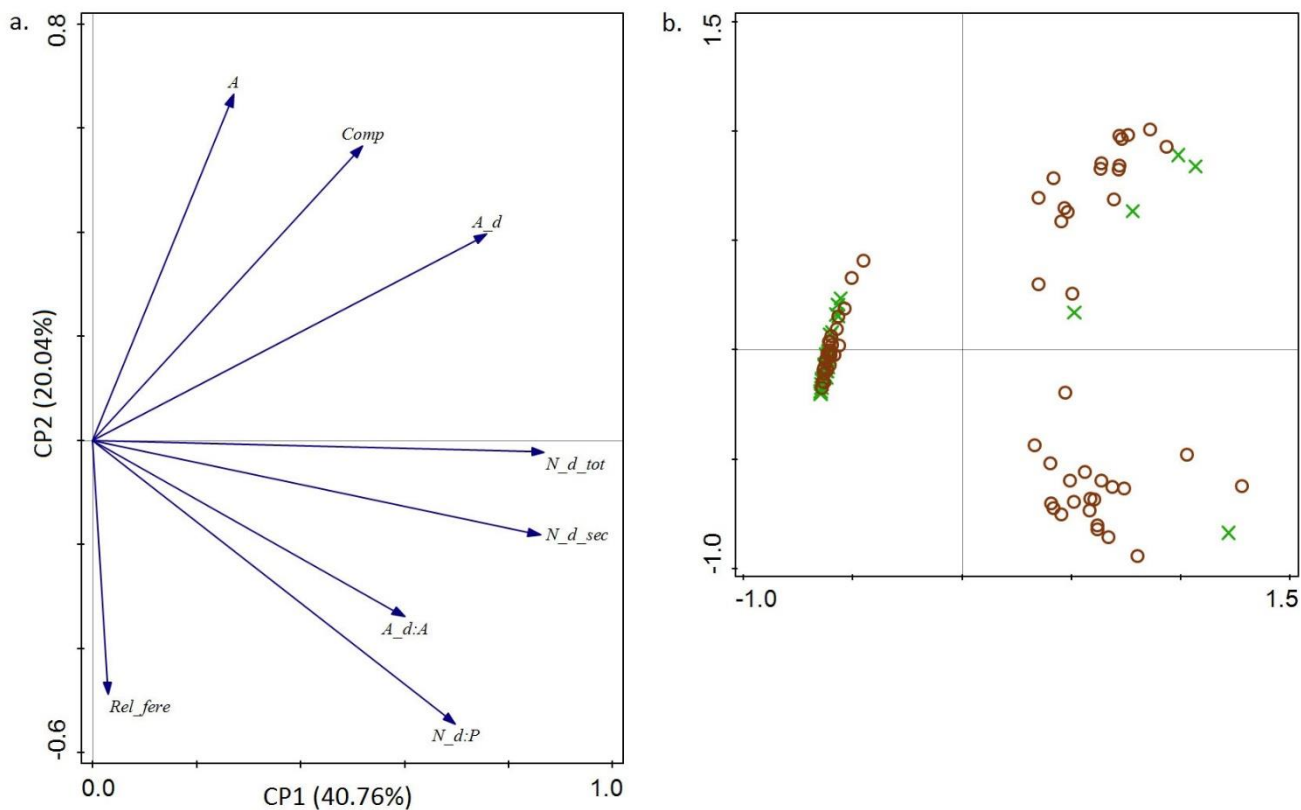 a.
0.8
CP2 (20.04%)
-0.6
A
Comp
A_d
N_d_tot
N_d_sec
A_d:A
Rel_fere
N_d:P
0.0
CP1 (40.76%)
1.0
b.
1.5
-1.0
-1.0
1.5